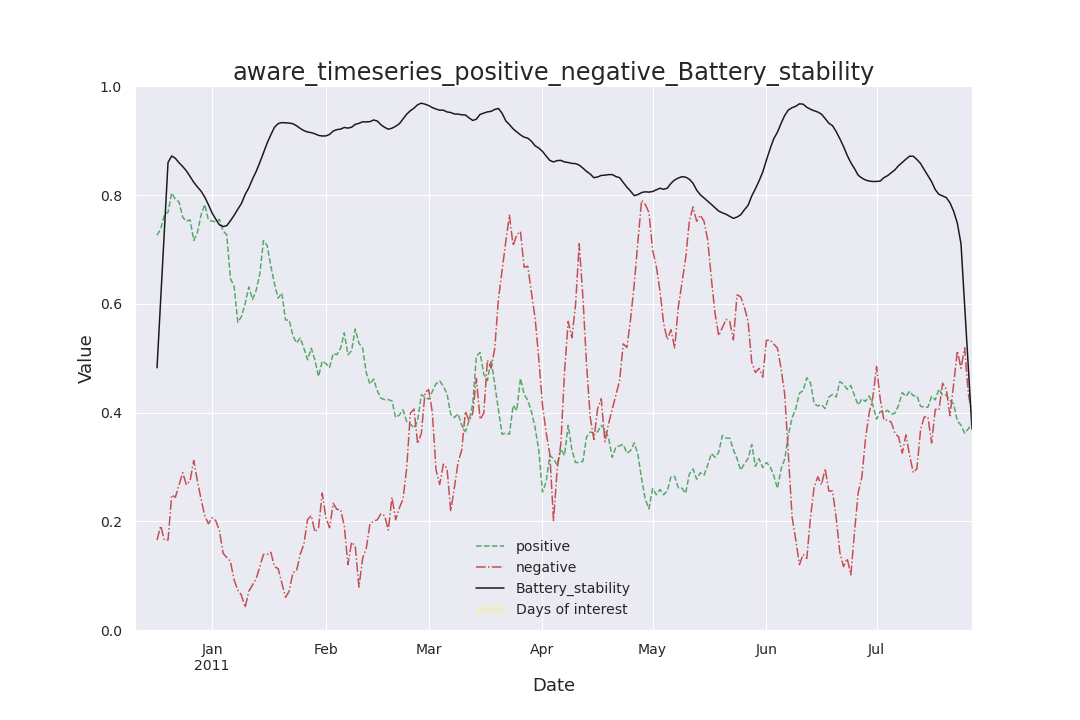 aware_timeseries_positive_negative_Battery_stability
1.0
0.8
0.6
0.4
0.2
0.0
Value
positive
negative
Battery_stability
Days of interest
Jan Feb Mar Apr May Jun Jul
2011
Date